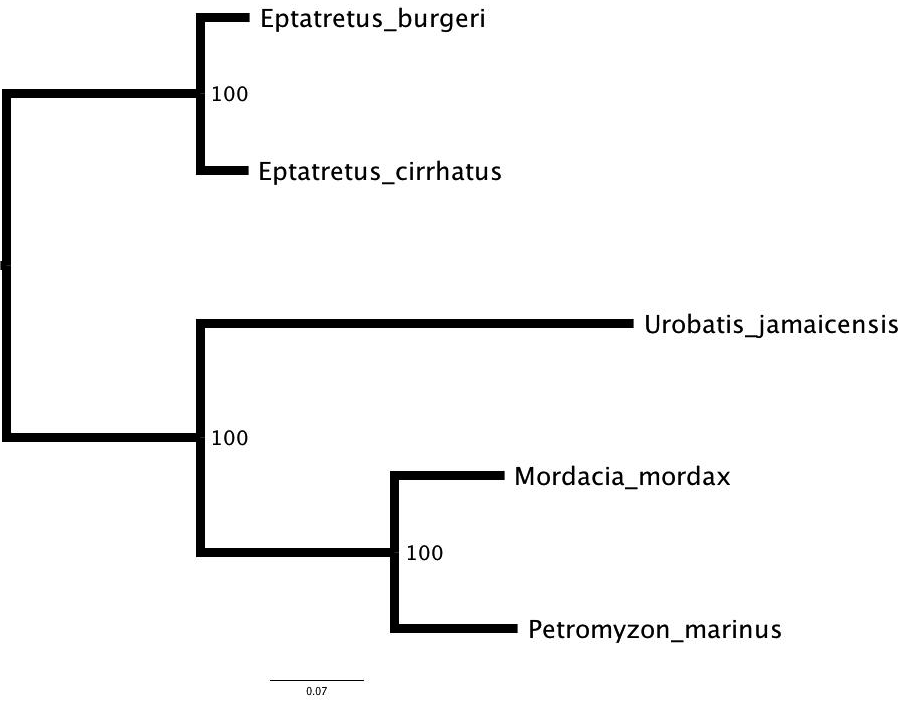 Eptatretus_burgeri
100
Eptatretus_cirrhatus
Urobatis_jamaicensis
100
Mordacia_mordax
100
Petromyzon_marinus
0.07